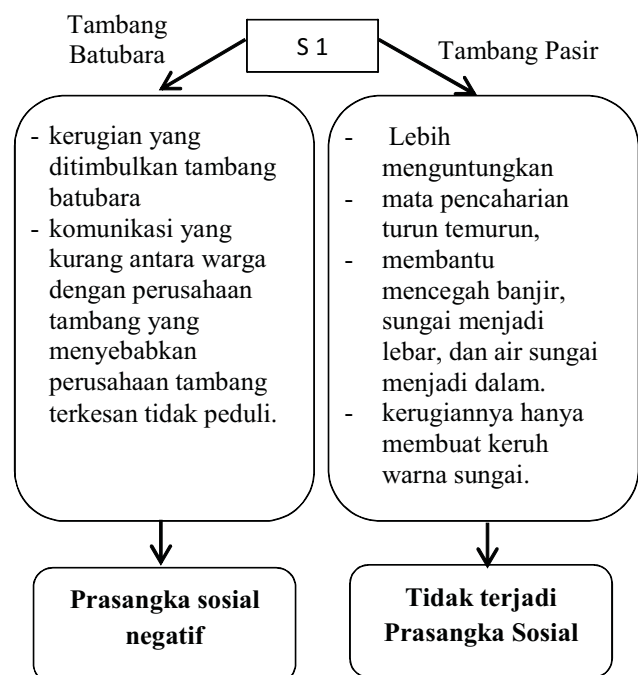 Tambang
Batubara
S 1
Tambang Pasir
- kerugian yang
ditimbulkan tambang
batubara
- komunikasi yang
kurang antara warga
dengan perusahaan
tambang yang
menyebabkan
perusahaan tambang
terkesan tidak peduli.
- Lebih
menguntungkan
- mata pencaharian
turun temurun,
- membantu
mencegah banjir,
sungai menjadi
lebar, dan air sungai
menjadi dalam.
- kerugiannya hanya
membuat keruh
warna sungai.
Prasangka sosial
negatif
Tidak terjadi
Prasangka Sosial